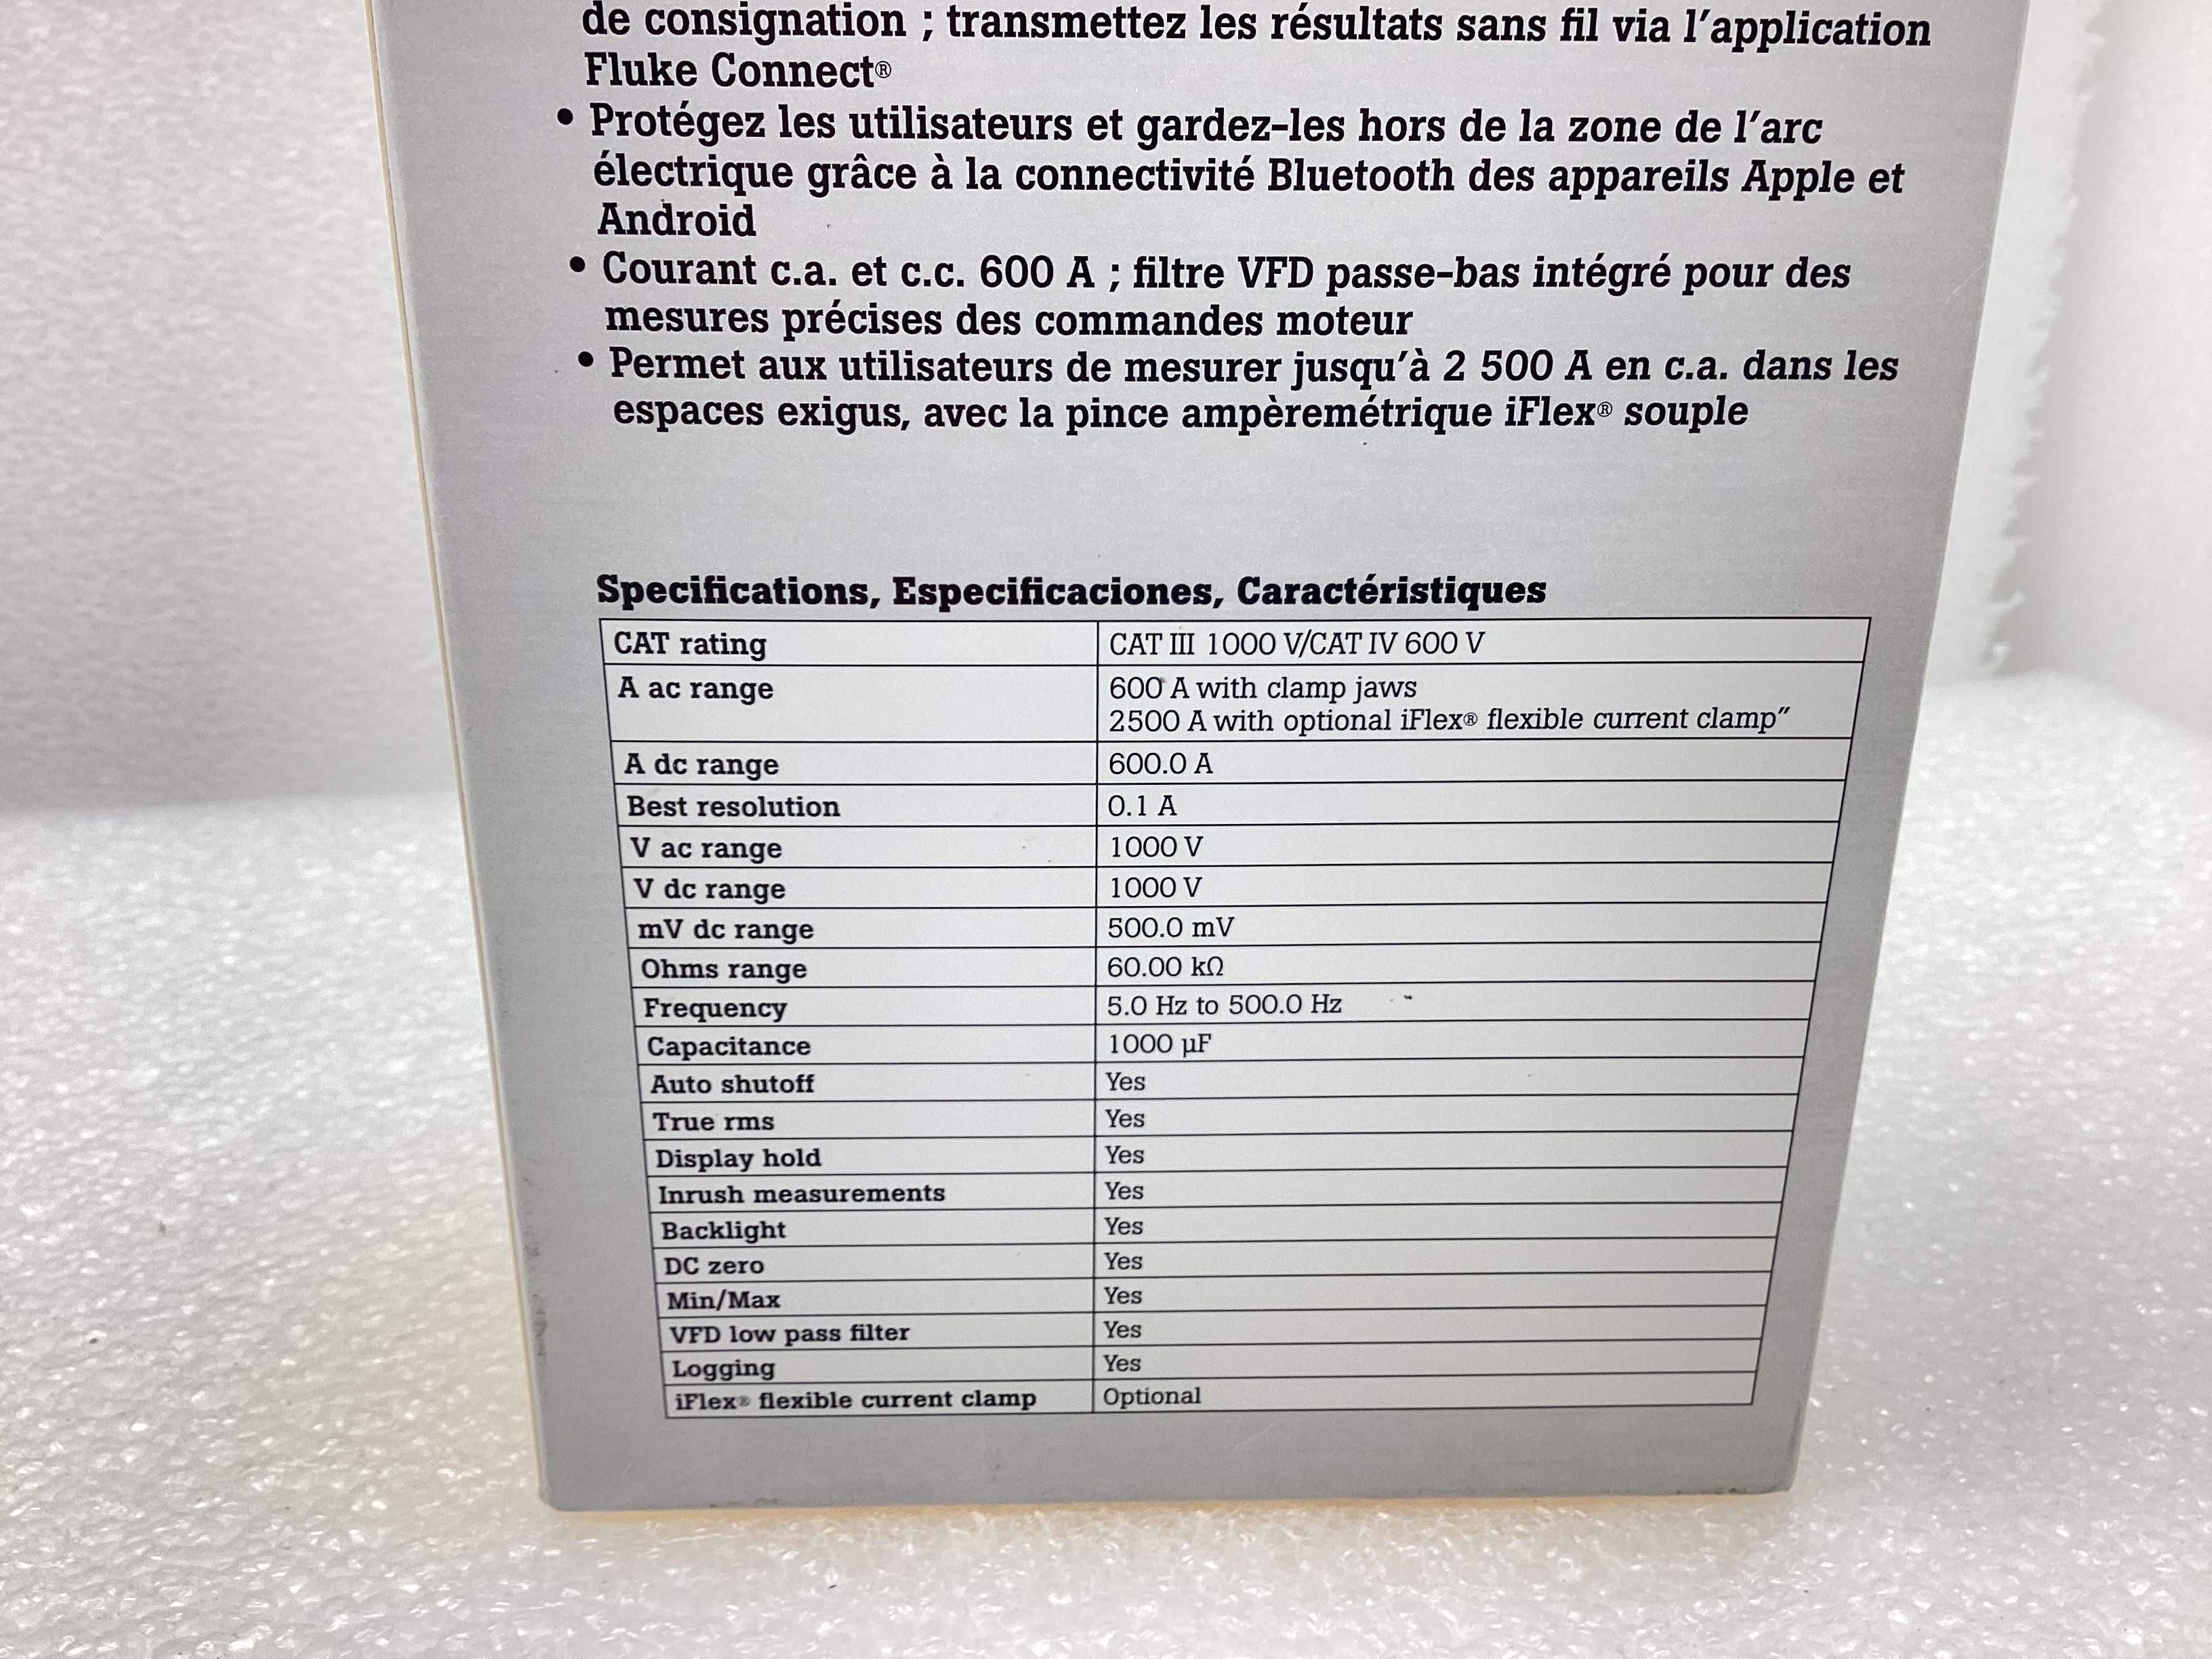 de consignation ; transmettez les résultats sans fil via l'application
Fluke Connect®
• Protégez les utilisateurs et gardez-les hors de la zone de l'arc
électrique grâce à la connectivité Bluetooth des appareils Apple et
Android
• Courant c.a. et c.c. 600 A ; filtre VFD passe-bas intégré pour des
mesures précises des commandes moteur
• Permet aux utilisateurs de mesurer jusqu'à 2 500 A en c.a. dans les
espaces exigus, avec la pince ampèremétrique iFlex® souple
Specifications, Especificaciones, Caractéristiques
CAT rating CAT III 1000 V/CAT IV 600 V
A ac range 600 A with clamp jaws
2500 A with optional iFlex® flexible current clamp”
A dc range 600.0 A
Best resolution 0.1 A
V ac range 1000 V
V dc range 1000 V
mV dc range 500.0 mV
Ohms range 60.00 kΩ
Frequency 5.0 Hz to 500.0 Hz
Capacitance 1000 µF
Auto shutoff Yes
True rms Yes
Display hold Yes
Inrush measurements Yes
Backlight Yes
DC zero Yes
Min/Max Yes
VFD low pass filter Yes
Logging Yes
iFlex® flexible current clamp Optional